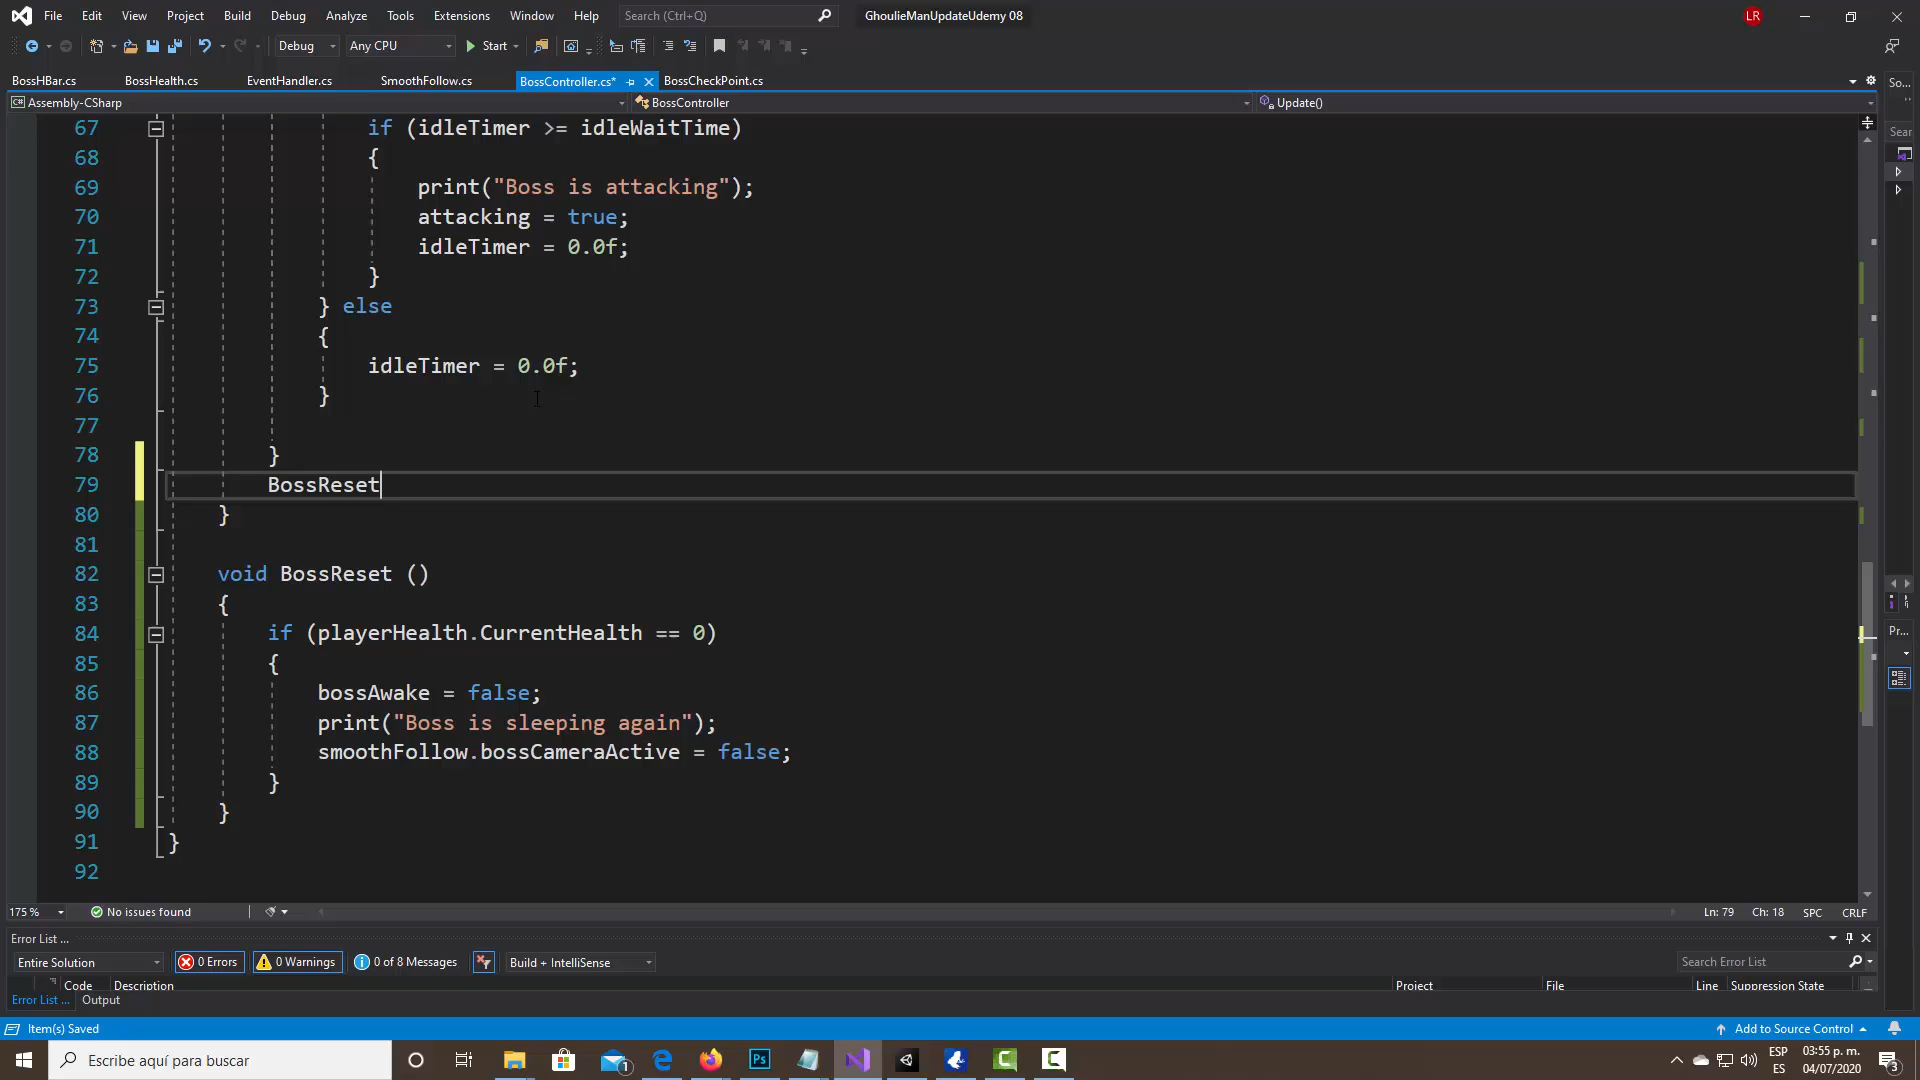 File Edit View Project Build Debug Analyze Tools Extensions Window Help Search (Ctrl+Q) GhoulieManUpdateUdemy 08 LR
Debug Any CPU Start
BossHBar.cs BossHealth.cs EventHandler.cs SmoothFollow.cs BossController.cs* BossCheckPoint.cs So...
Assembly-CSharp BossController Update()
67 if (idleTimer >= idleWaitTime)
Sear
68 {
69 print("Boss is attacking");
70 attacking = true;
71 idleTimer = 0.0f;
72 }
73 } else
74 {
75 idleTimer = 0.0f;
76 }
77
78 }
79 BossReset
80 }
81
82 void BossReset ()
83 {
84 if (playerHealth.CurrentHealth == 0)
Pr...
85 {
86 bossAwake = false;
87 print("Boss is sleeping again");
88 smoothFollow.bossCameraActive = false;
89 }
90 }
91 }
92
175 % No issues found Ln: 79 Ch: 18 SPC CRLF
Error List ...
Entire Solution 0 Errors 0 Warnings 0 of 8 Messages Build + IntelliSense Search Error List
Code Description Project File Line Suppression State
Error List ... Output
Item(s) Saved Add to Source Control
Escribe aquí para buscar 1 Ps ESP 03:55 p. m.
ES 04/07/2020 3